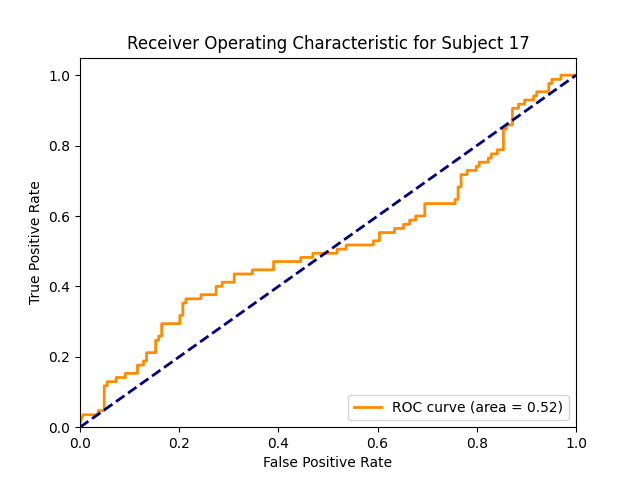 Receiver Operating Characteristic for Subject 17
True Positive Rate
1.0
0.8
0.6
0.4
0.2
0.0
ROC curve (area = 0.52)
0.0 0.2 0.4 0.6 0.8 1.0
False Positive Rate